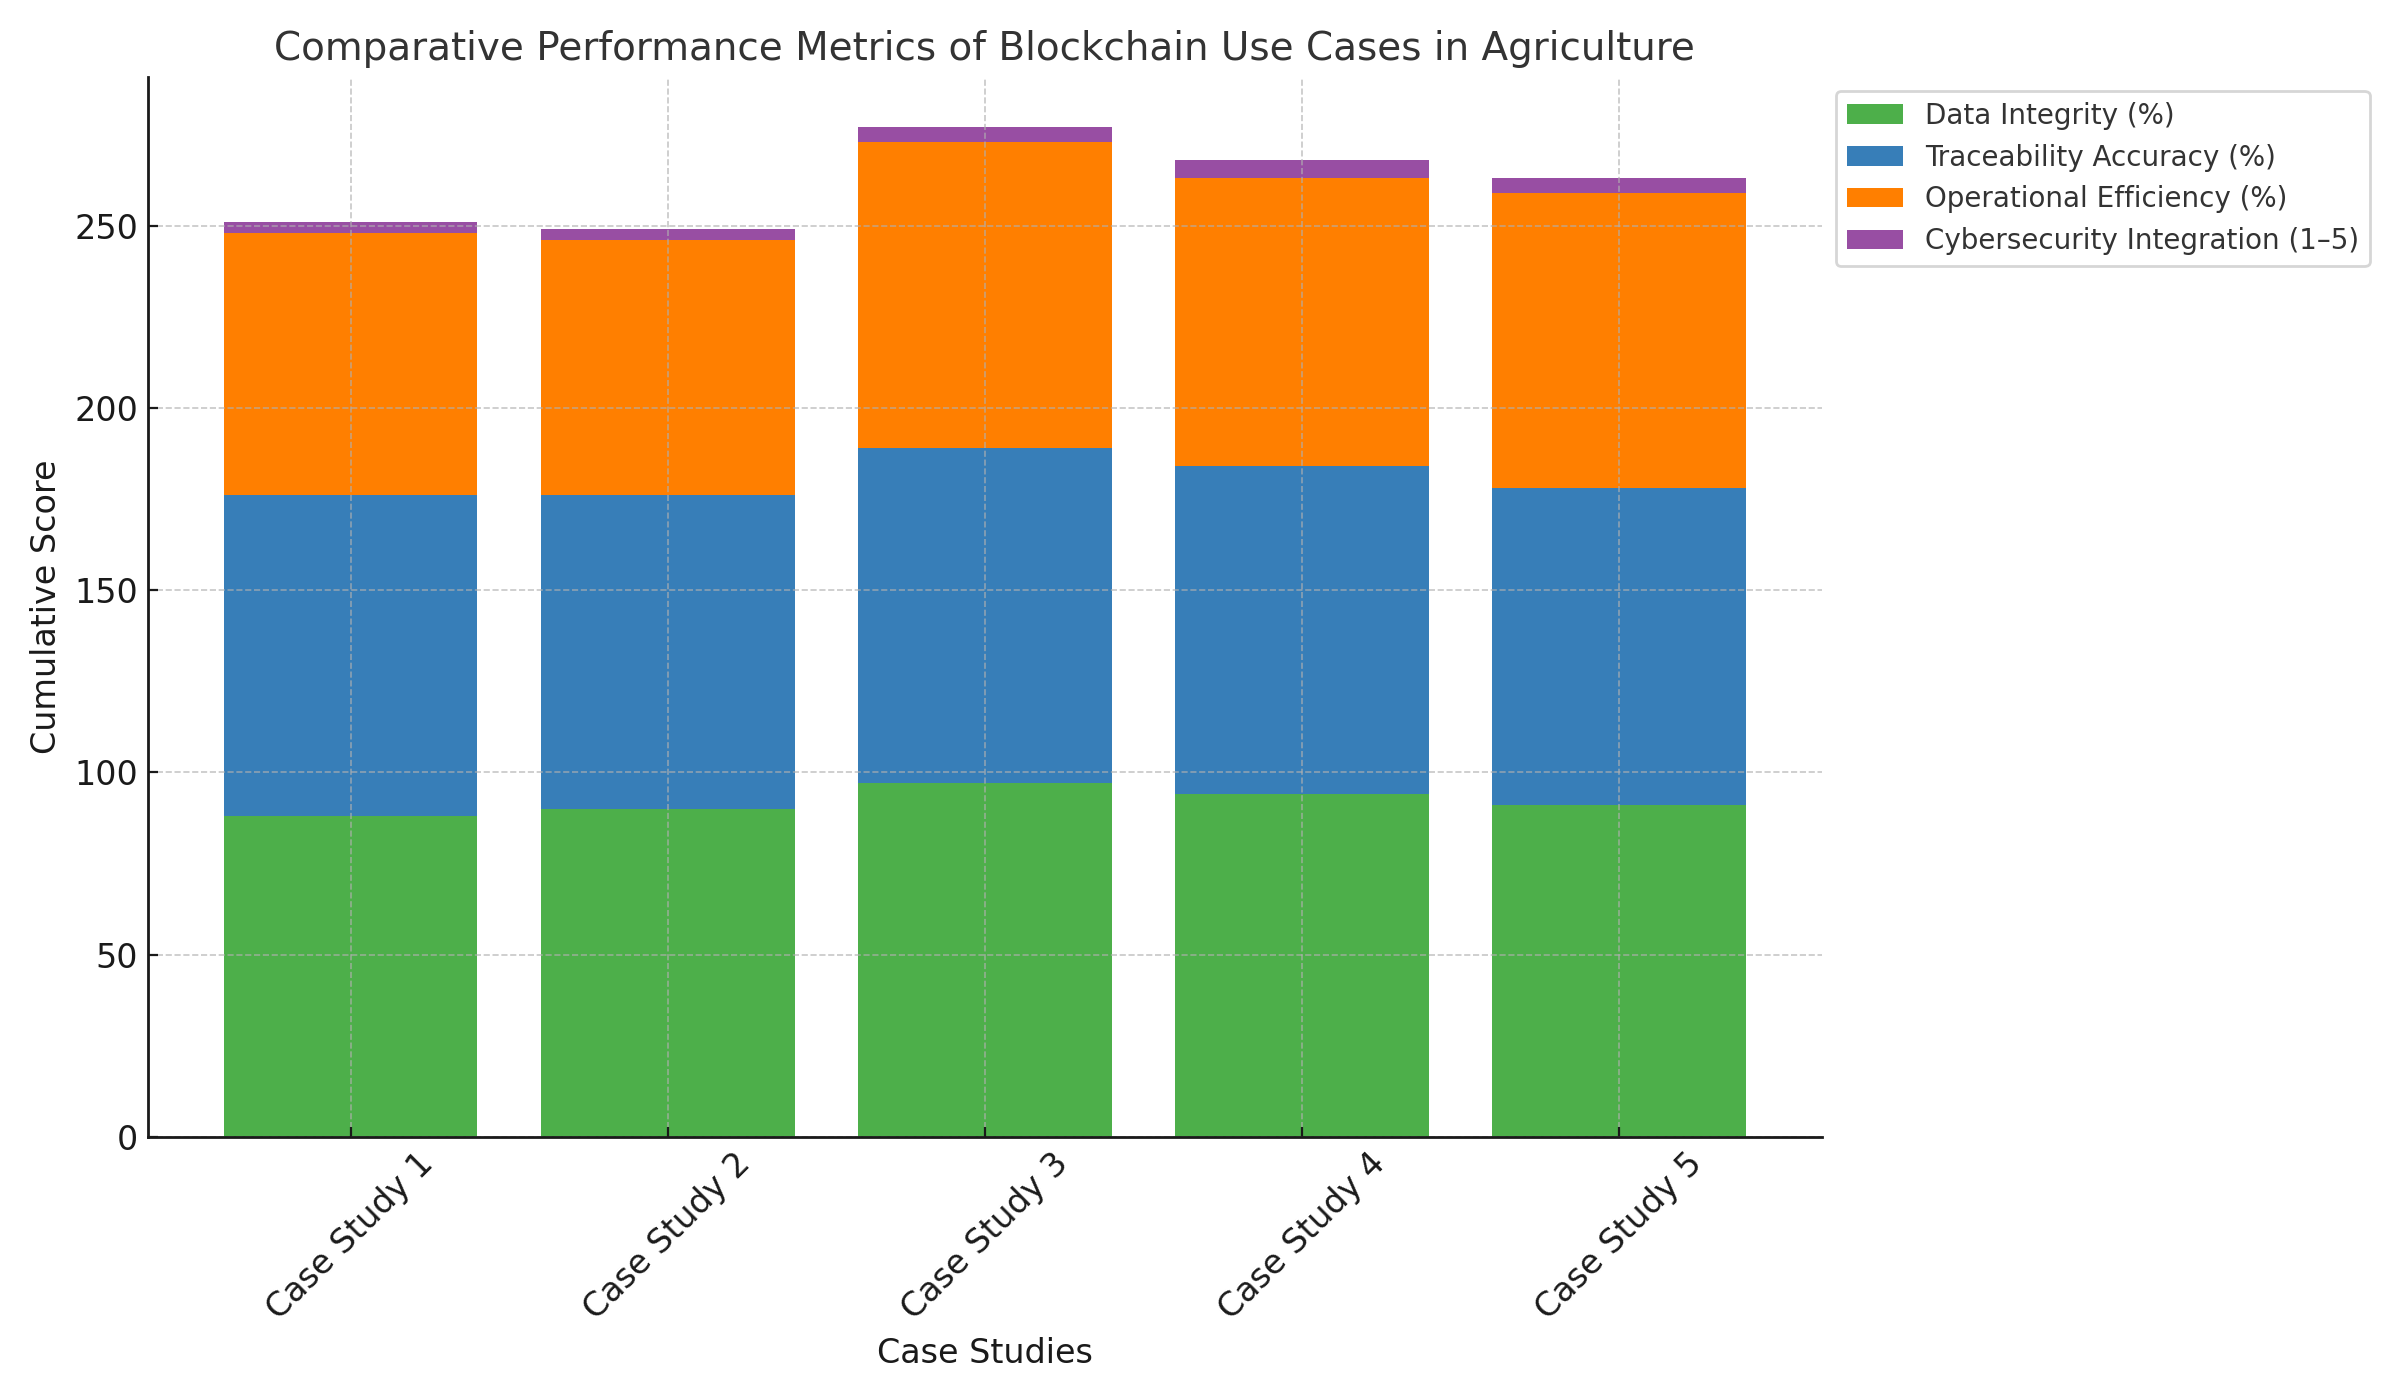 Comparative Performance Metrics of Blockchain Use Cases in Agriculture
Data Integrity (%)
Traceability Accuracy (%)
Operational Efficiency (%)
Cybersecurity Integration (1–5)
Cumulative Score
250
200
150
100
50
0
Case Study 1
Case Study 2
Case Study 3
Case Study 4
Case Study 5
Case Studies